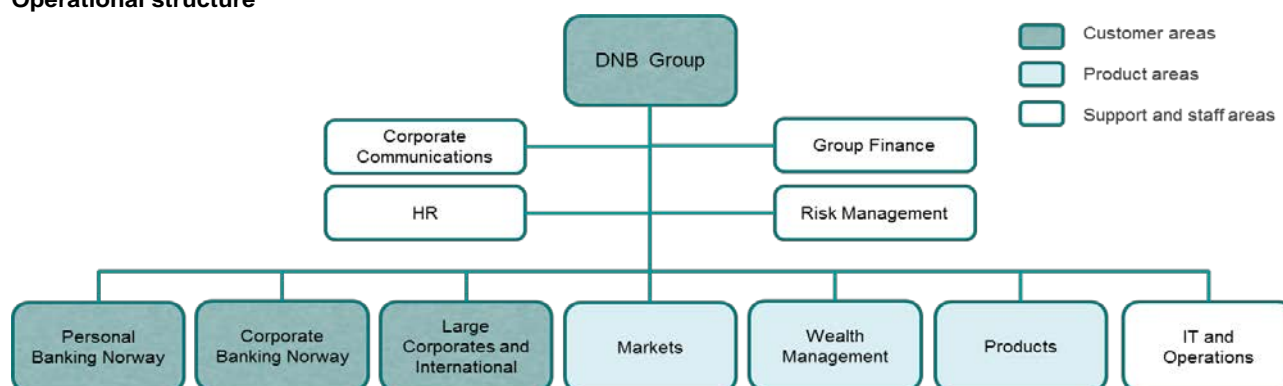 Operational structure
Customer areas
DNB Group
Product areas
Support and staff areas
Corporate
Communications
Group Finance
HR
Risk Management
Personal
Banking Norway
Corporate
Banking Norway
Large
Corporates and
International
Markets
Wealth
Management
Products
IT and
Operations